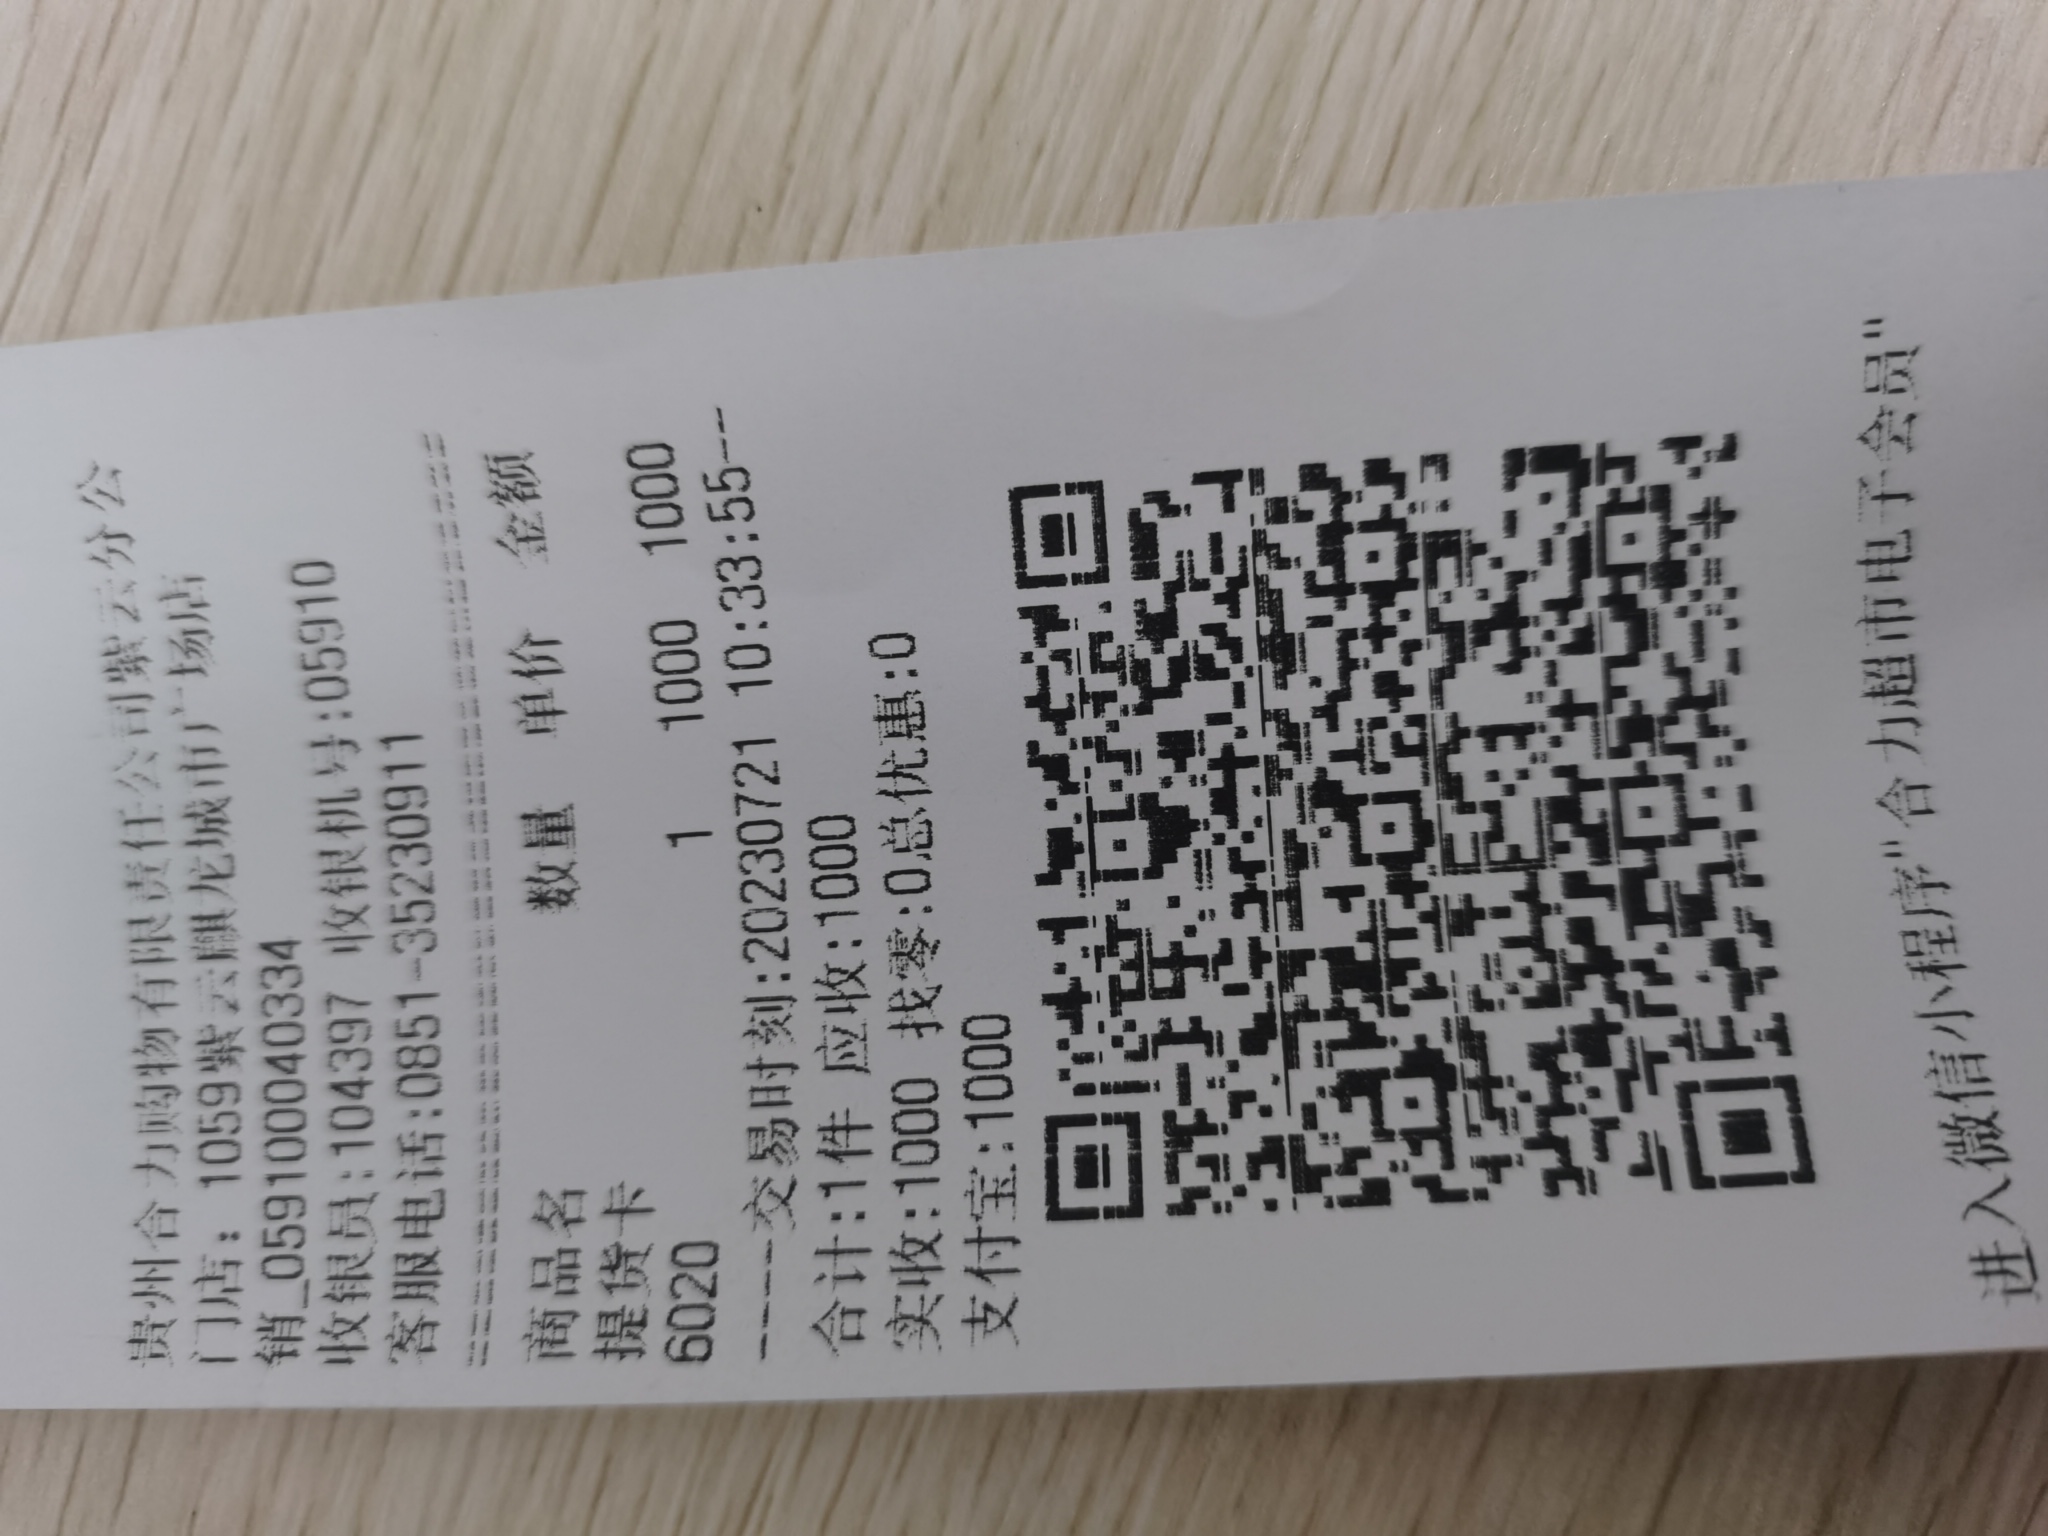 贵州合力购物有限责任公司紫云分公
门店: 1059紫云麒龙城市广场店
销_0591000040334
收银员:104397 收银机号:05910
客服电话:0851-35230911
================================
商品名 数量 单价 金额
提货卡
6020 1 1000 1000
----交易时刻:20230721 10:33:55---
合计:1件 应收:1000
实收:1000 找零:0总优惠:0
支付宝:1000
进入微信小程序"合力超市电子会员"